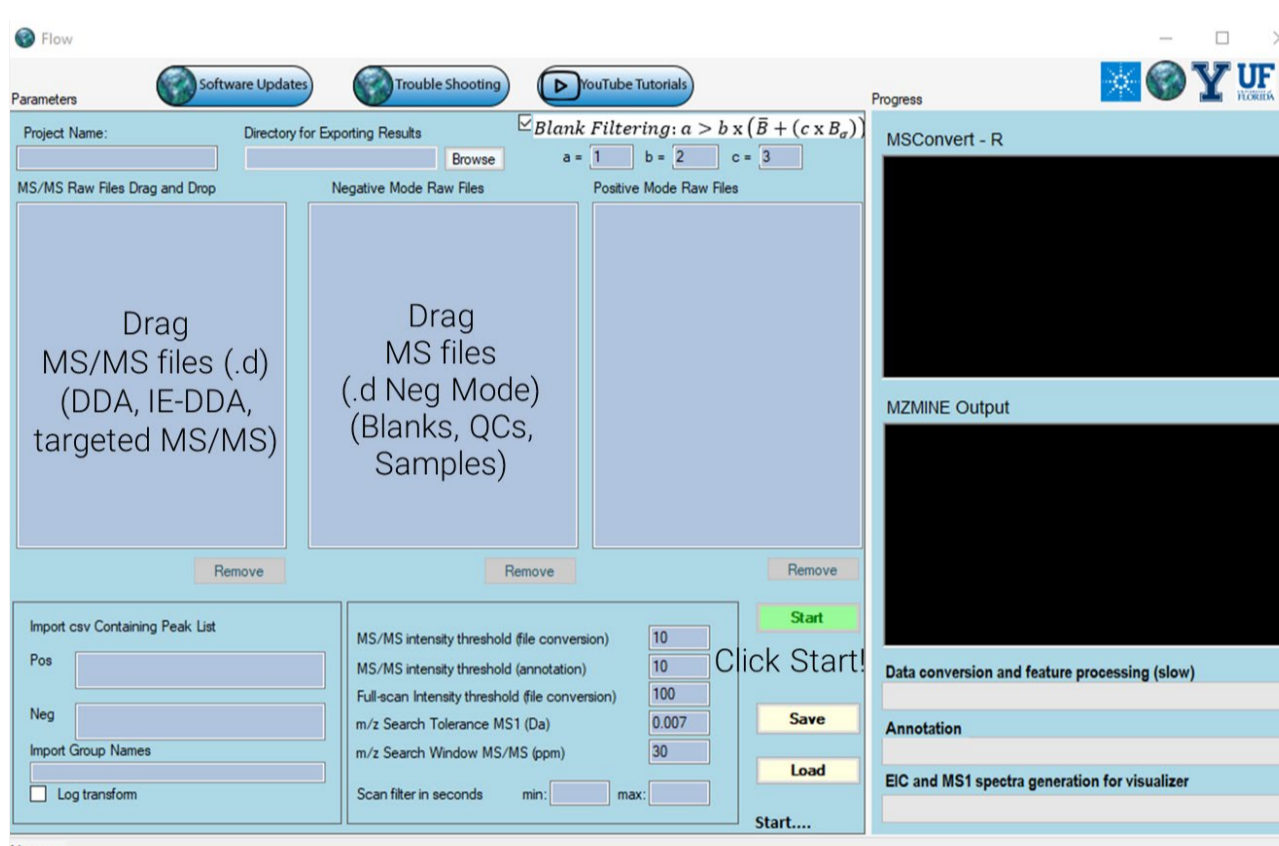 Flow
Software Updates
Trouble Shooting
YouTube Tutorials
Y UF
FLORIDA
Parameters
Progress
Project Name:
Directory for Exporting Results
Browse
Blank Filtering: a > b x (B̄ + (c x Bσ))
a = 1 b = 2 c = 3
MS/MS Raw Files Drag and Drop
Negative Mode Raw Files
Positive Mode Raw Files
Drag
MS/MS files (.d)
(DDA, IE-DDA,
targeted MS/MS)
Drag
MS files
(.d Neg Mode)
(Blanks, QCs,
Samples)
Remove
Remove
Remove
Import csv Containing Peak List
Pos
Neg
Import Group Names
Log transform
MS/MS intensity threshold (file conversion) 10
MS/MS intensity threshold (annotation) 10
Full-scan Intensity threshold (file conversion) 100
m/z Search Tolerance MS1 (Da) 0.007
m/z Search Window MS/MS (ppm) 30
Scan filter in seconds min: max:
Start
Click Start!
Save
Load
Start....
MSConvert - R
MZMINE Output
Data conversion and feature processing (slow)
Annotation
EIC and MS1 spectra generation for visualizer